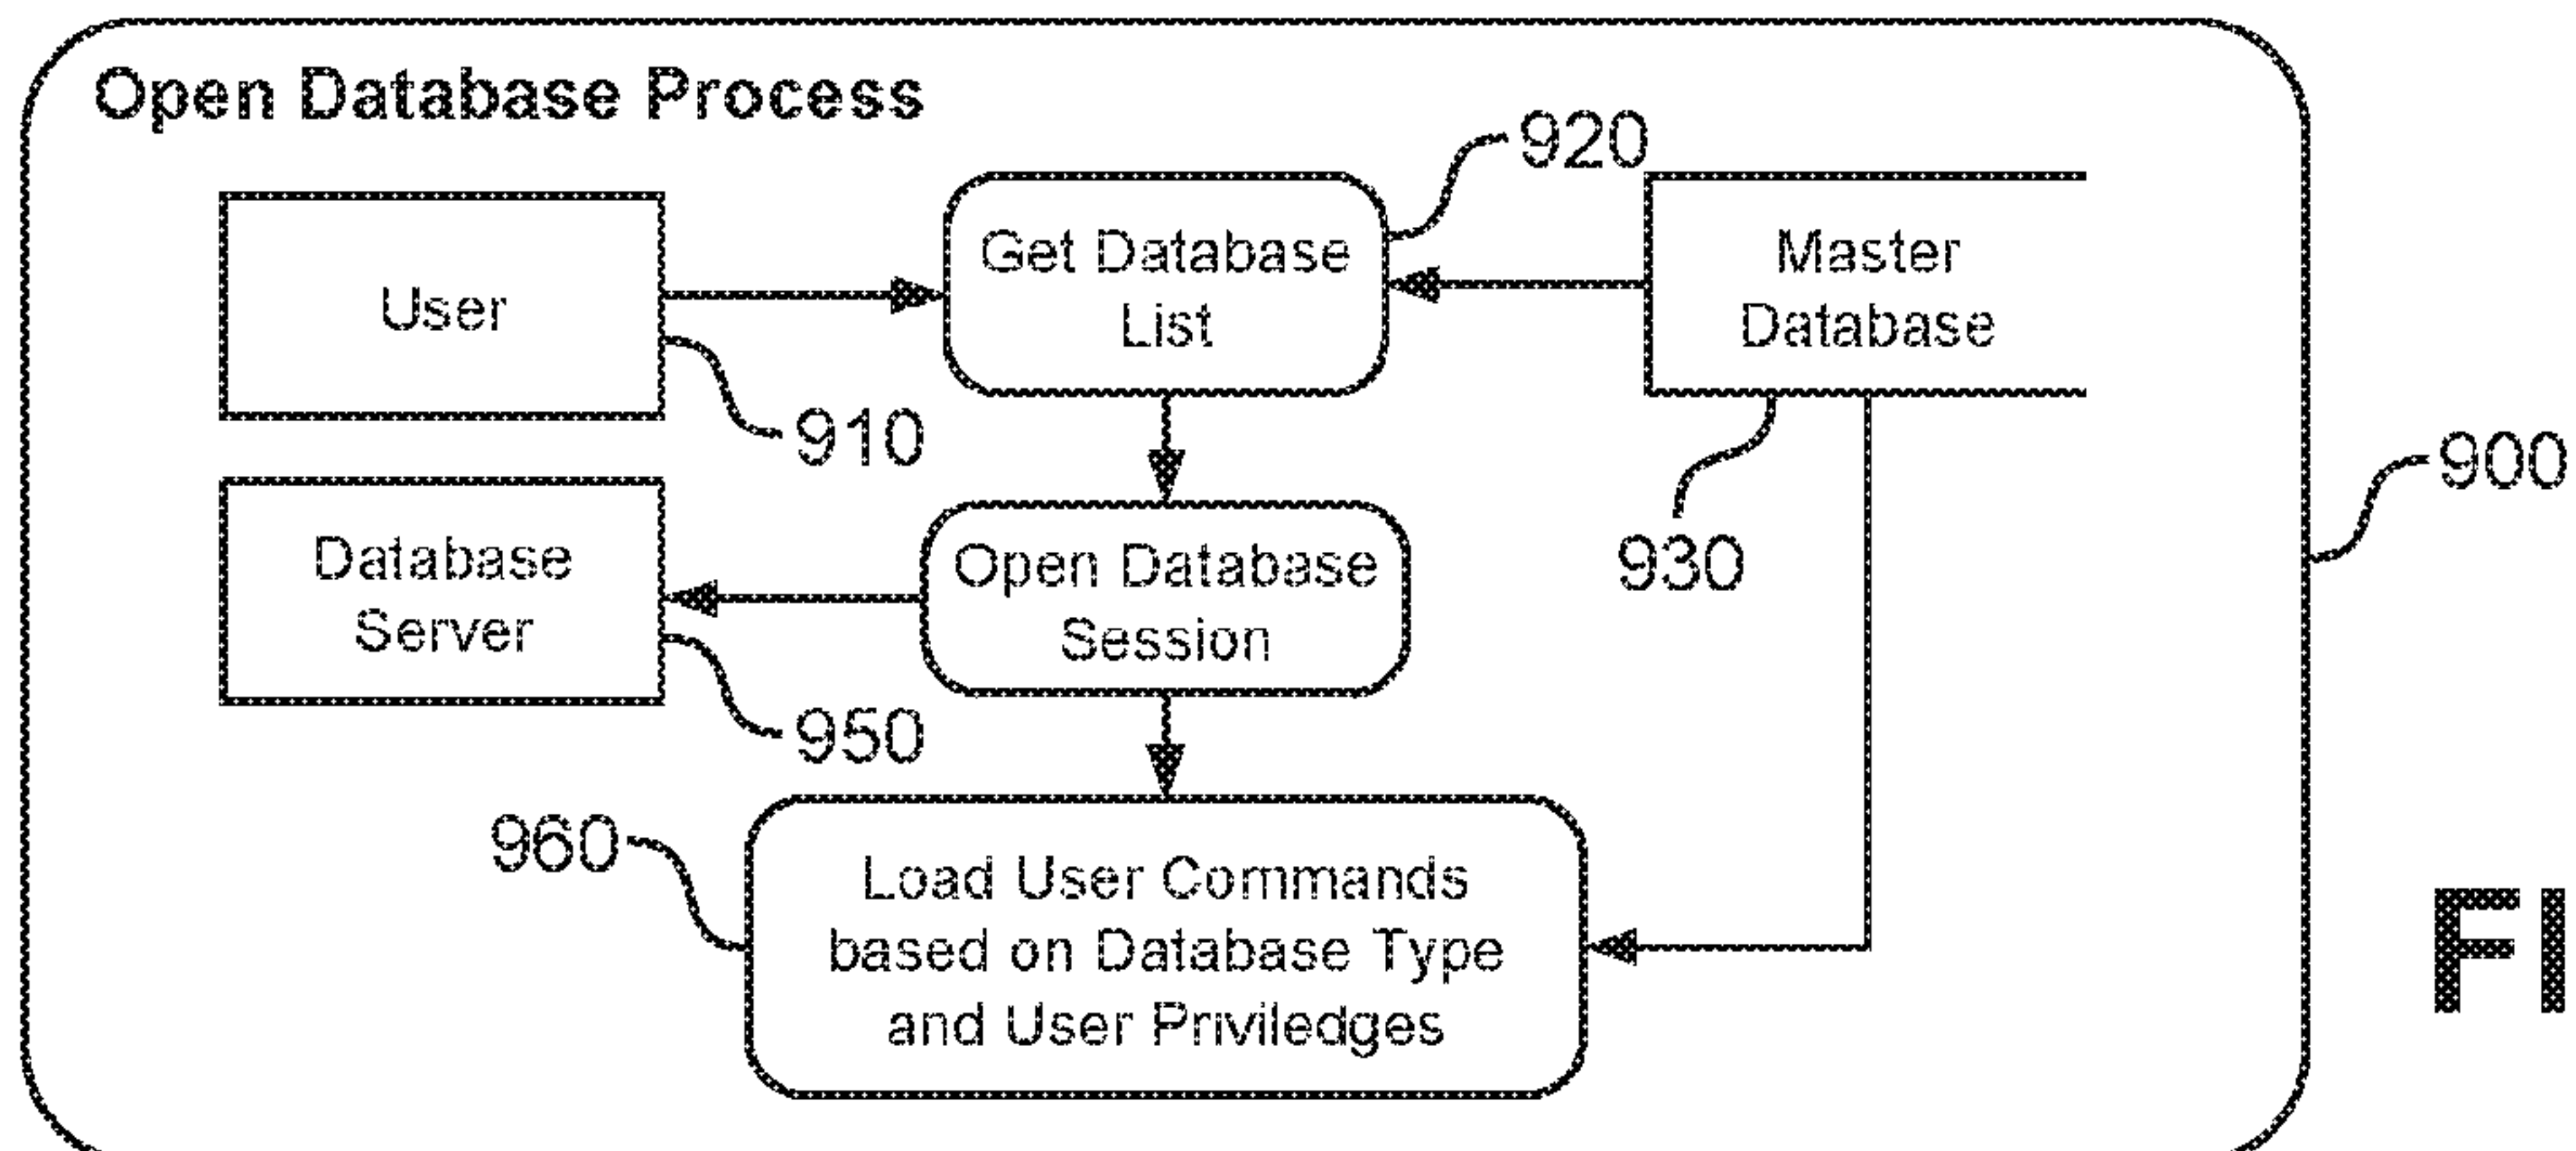 Open Database Process
920
User
Get Database
List
Master
Database
910
900
Database
Server
Open Database
Session
930
950
960
Load User Commands
based on Database Type
and User Priviledges
FI